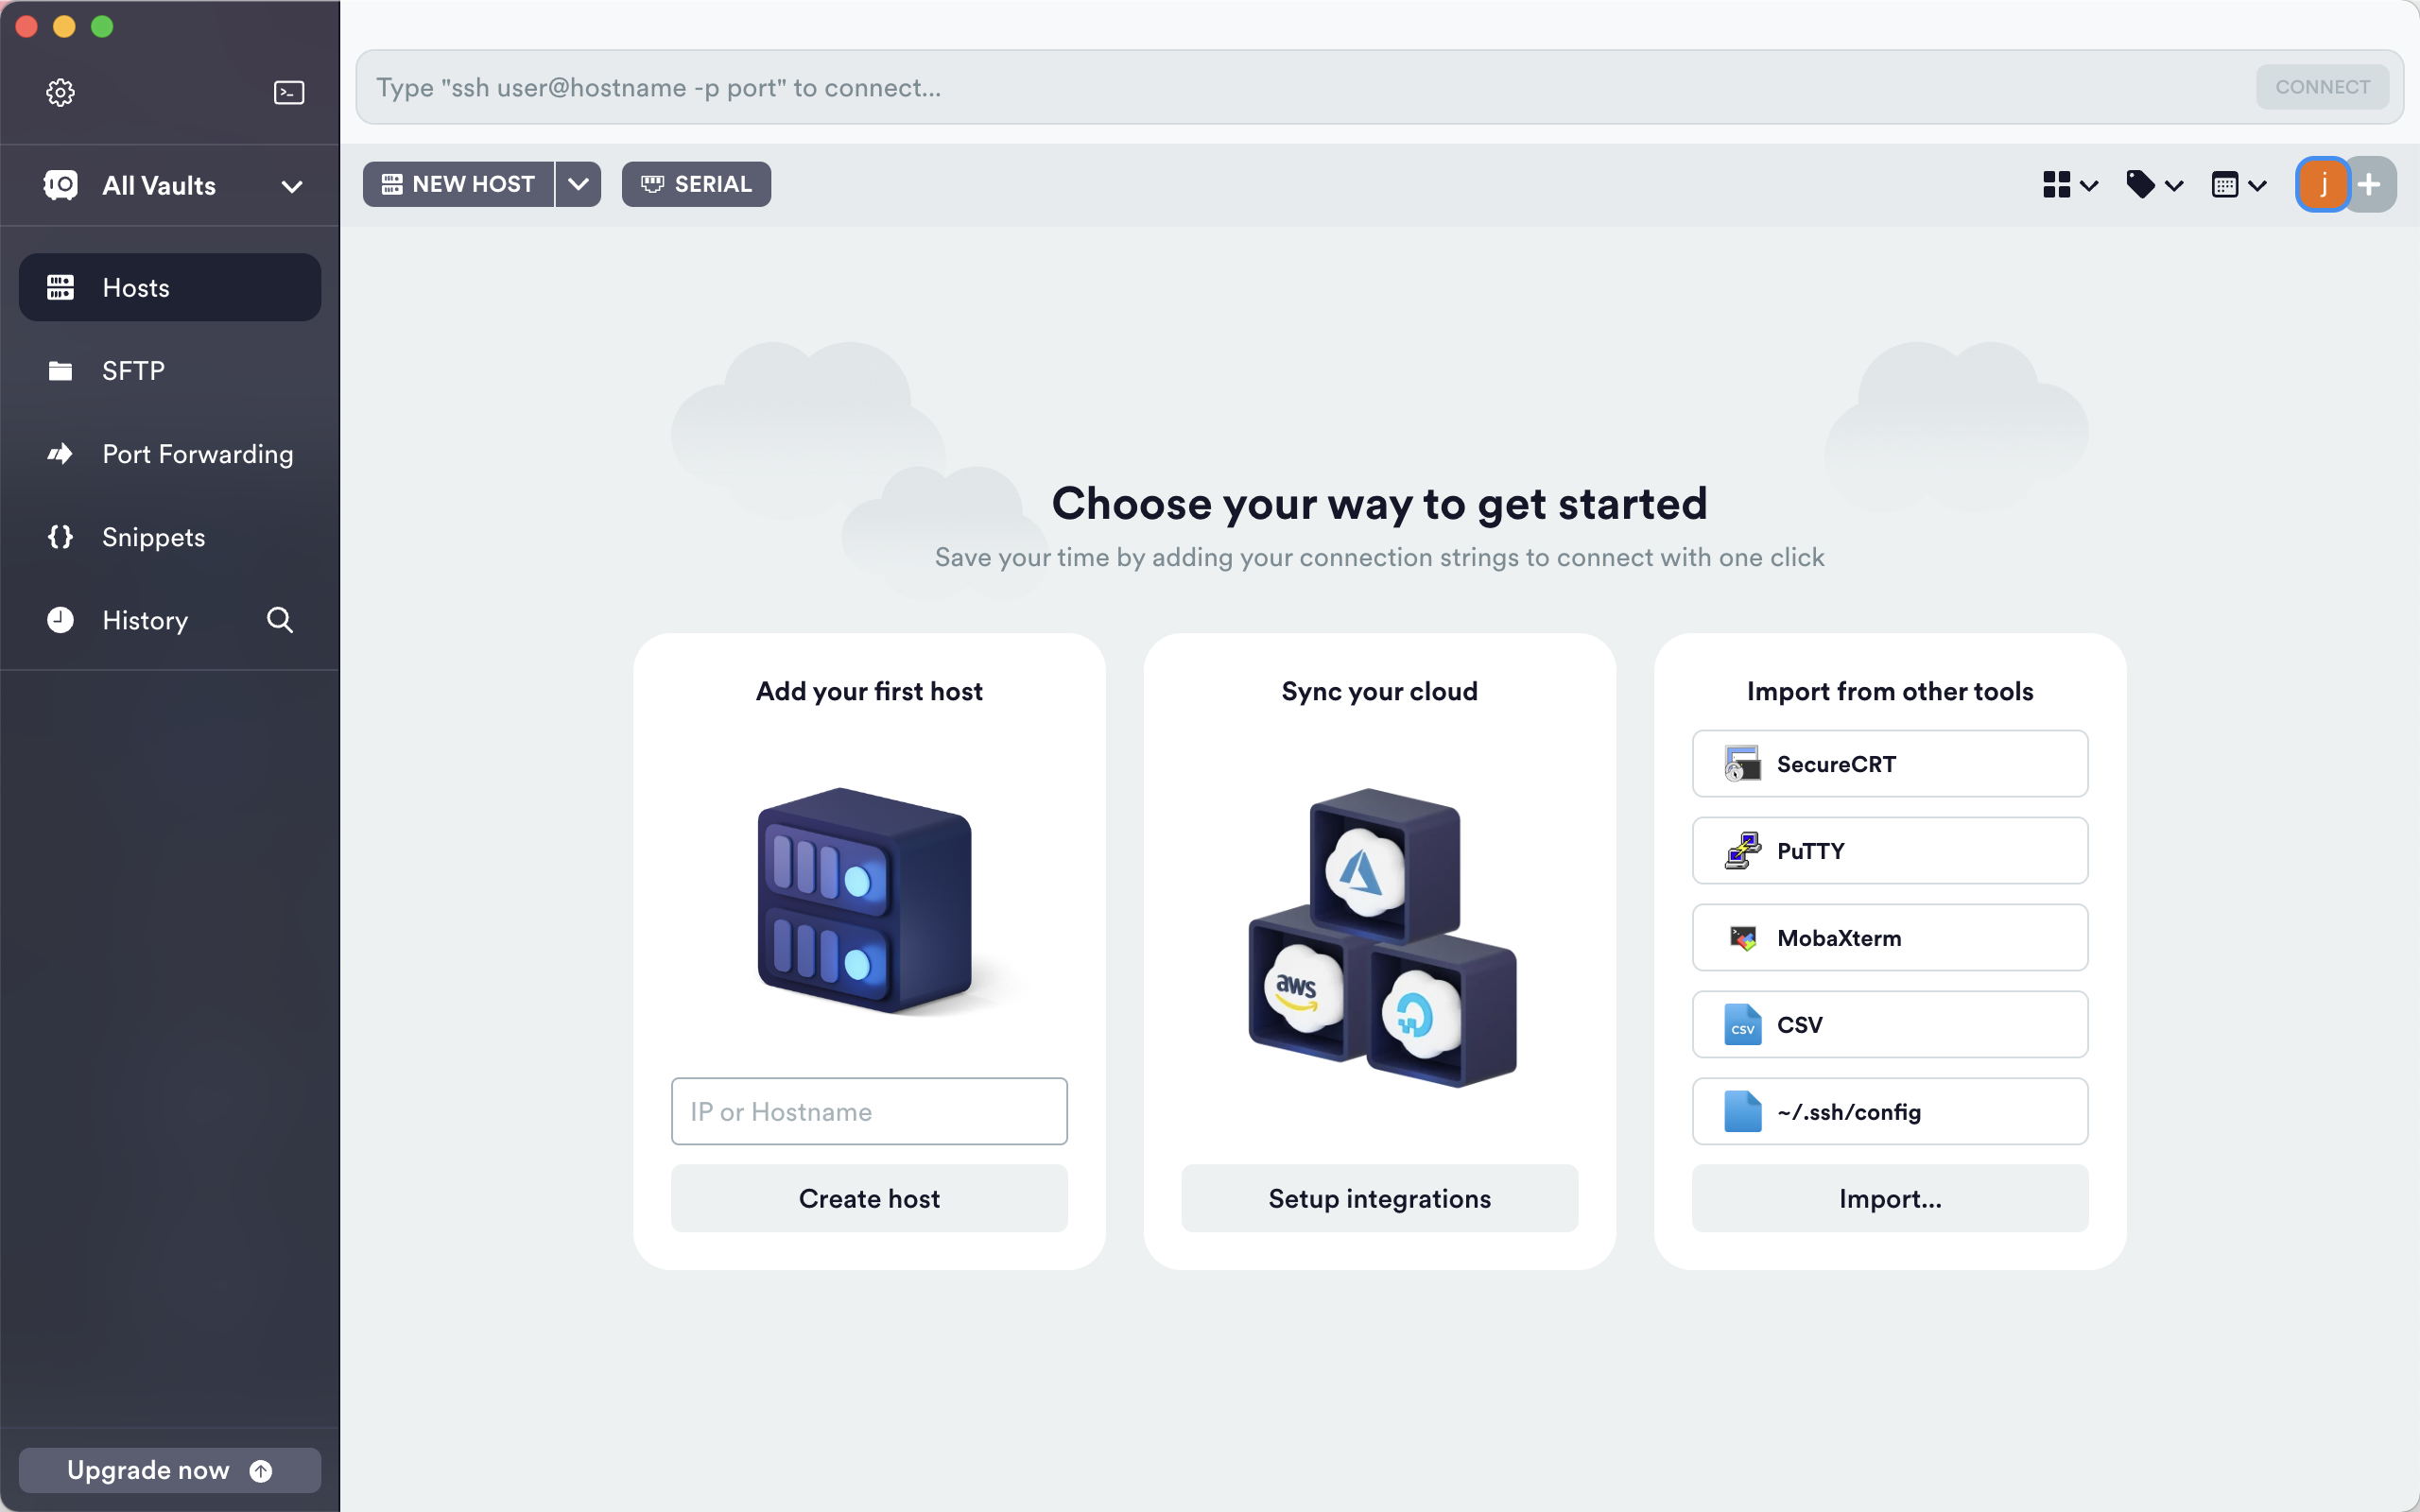 Type "ssh user@hostname -p port" to connect...
CONNECT
All Vaults
NEW HOST
SERIAL
j
Hosts
SFTP
Port Forwarding
Snippets
History
Choose your way to get started
Save your time by adding your connection strings to connect with one click
Add your first host
IP or Hostname
Create host
Sync your cloud
aws
Setup integrations
Import from other tools
SecureCRT
PuTTY
MobaXterm
CSV CSV
~/.ssh/config
Import...
Upgrade now